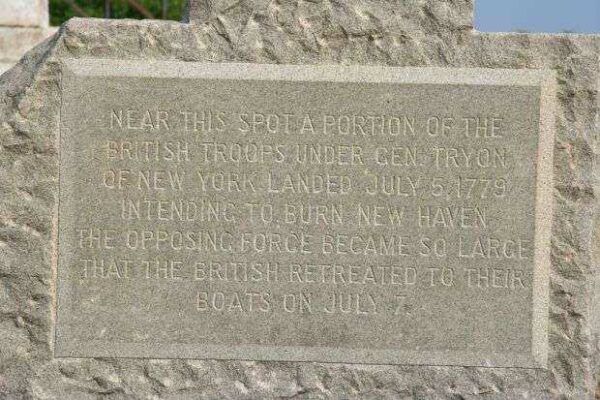 NEAR THIS SPOT A PORTION OF THE
BRITISH TROOPS UNDER GEN. TRYON
OF NEW YORK LANDED JULY 5, 1779
INTENDING TO BURN NEW HAVEN
THE OPPOSING FORCE BECAME SO LARGE
THAT THE BRITISH RETREATED TO THEIR
BOATS ON JULY 7.